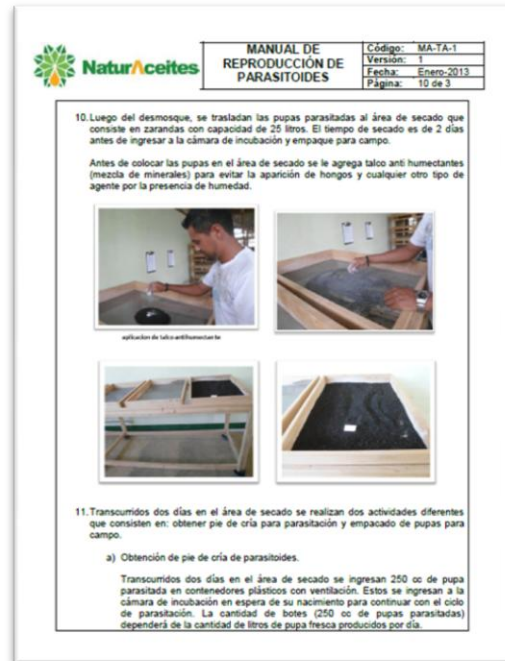 NaturAceites
MANUAL DE
REPRODUCCIÓN DE
PARASITOIDES
Código: MA-TA-1
Versión: 1
Fecha: Enero-2013
Página: 10 de 3
10. Luego del desmosque, se trasladan las pupas parasitadas al área de secado que
consiste en zarandas con capacidad de 25 litros. El tiempo de secado es de 2 días
antes de ingresar a la cámara de incubación y empaque para campo.
Antes de colocar las pupas en el área de secado se le agrega talco anti humectantes
(mezcla de minerales) para evitar la aparición de hongos y cualquier otro tipo de
agente por la presencia de humedad.
aplicacion de talco antihumectante
11. Transcurridos dos días en el área de secado se realizan dos actividades diferentes
que consisten en: obtener pie de cría para parasitación y empacado de pupas para
campo.
a) Obtención de pie de cría de parasitoides.
Transcurridos dos días en el área de secado se ingresan 250 cc de pupa
parasitada en contenedores plásticos con ventilación. Estos se ingresan a la
cámara de incubación en espera de su nacimiento para continuar con el ciclo
de parasitación. La cantidad de botes (250 cc de pupas parasitadas)
dependerá de la cantidad de litros de pupa fresca producidos por día.